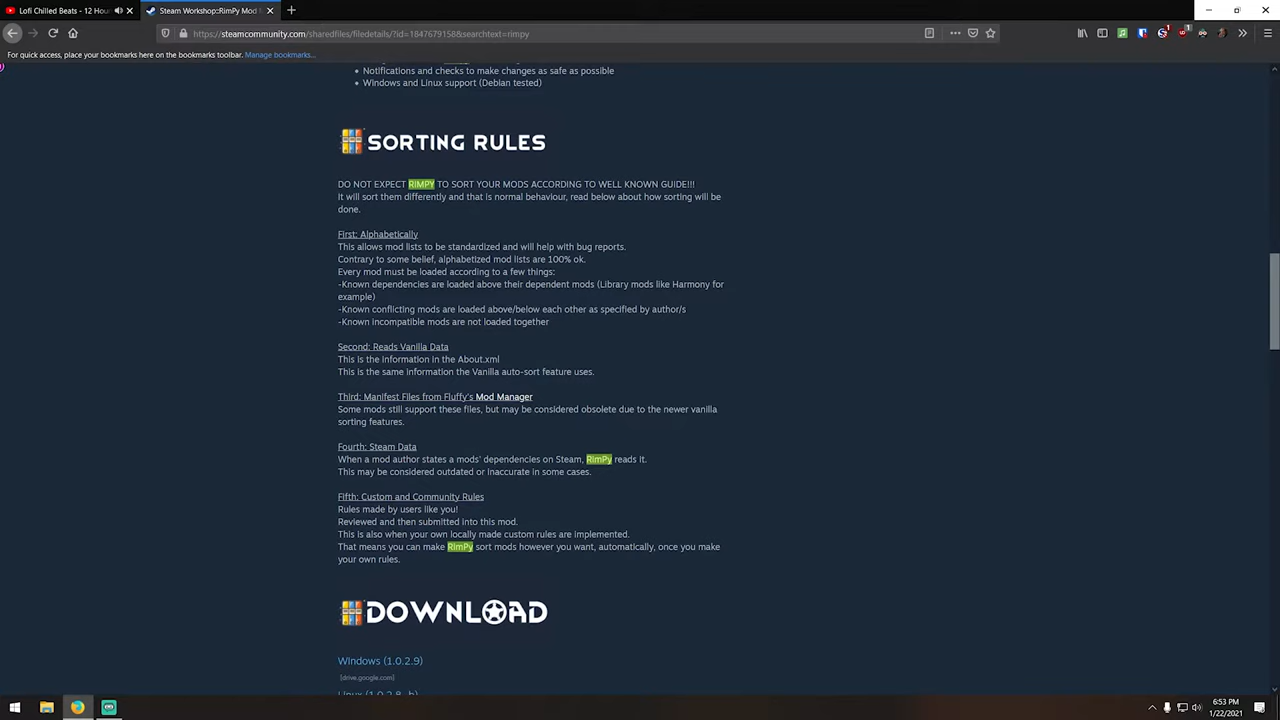 Lofi Chilled Beats - 12 Hou
Steam Workshop::RimPy Mod
https://steamcommunity.com/sharedfiles/filedetails/?id=1847679158&searchtext=rimpy
For quick access, place your bookmarks here on the bookmarks toolbar. Manage bookmarks...
Notifications and checks to make changes as safe as possible
Windows and Linux support (Debian tested)
SORTING RULES
DO NOT EXPECT RIMPY TO SORT YOUR MODS ACCORDING TO WELL KNOWN GUIDE!!!
It will sort them differently and that is normal behaviour, read below about how sorting will be
done.
First: Alphabetically
This allows mod lists to be standardized and will help with bug reports.
Contrary to some belief, alphabetized mod lists are 100% ok.
Every mod must be loaded according to a few things:
-Known dependencies are loaded above their dependent mods (Library mods like Harmony for
example)
-Known conflicting mods are loaded above/below each other as specified by author/s
-Known incompatible mods are not loaded together
Second: Reads Vanilla Data
This is the information in the About.xml
This is the same information the Vanilla auto-sort feature uses.
Third: Manifest Files from Fluffy's Mod Manager
Some mods still support these files, but may be considered obsolete due to the newer vanilla
sorting features.
Fourth: Steam Data
When a mod author states a mods' dependencies on Steam, RimPy reads it.
This may be considered outdated or inaccurate in some cases.
Fifth: Custom and Community Rules
Rules made by users like you!
Reviewed and then submitted into this mod.
This is also when your own locally made custom rules are implemented.
That means you can make RimPy sort mods however you want, automatically, once you make
your own rules.
DOWNLOAD
Windows (1.0.2.9)
[drive.google.com]
Linux (1.0.2.8
6:53 PM
1/22/2021